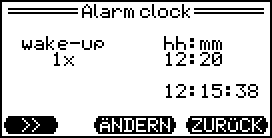 Alarm clock
wake-up hh:mm
1x 12:20
12:15:38
>> ÄNDERN ZURÜCK